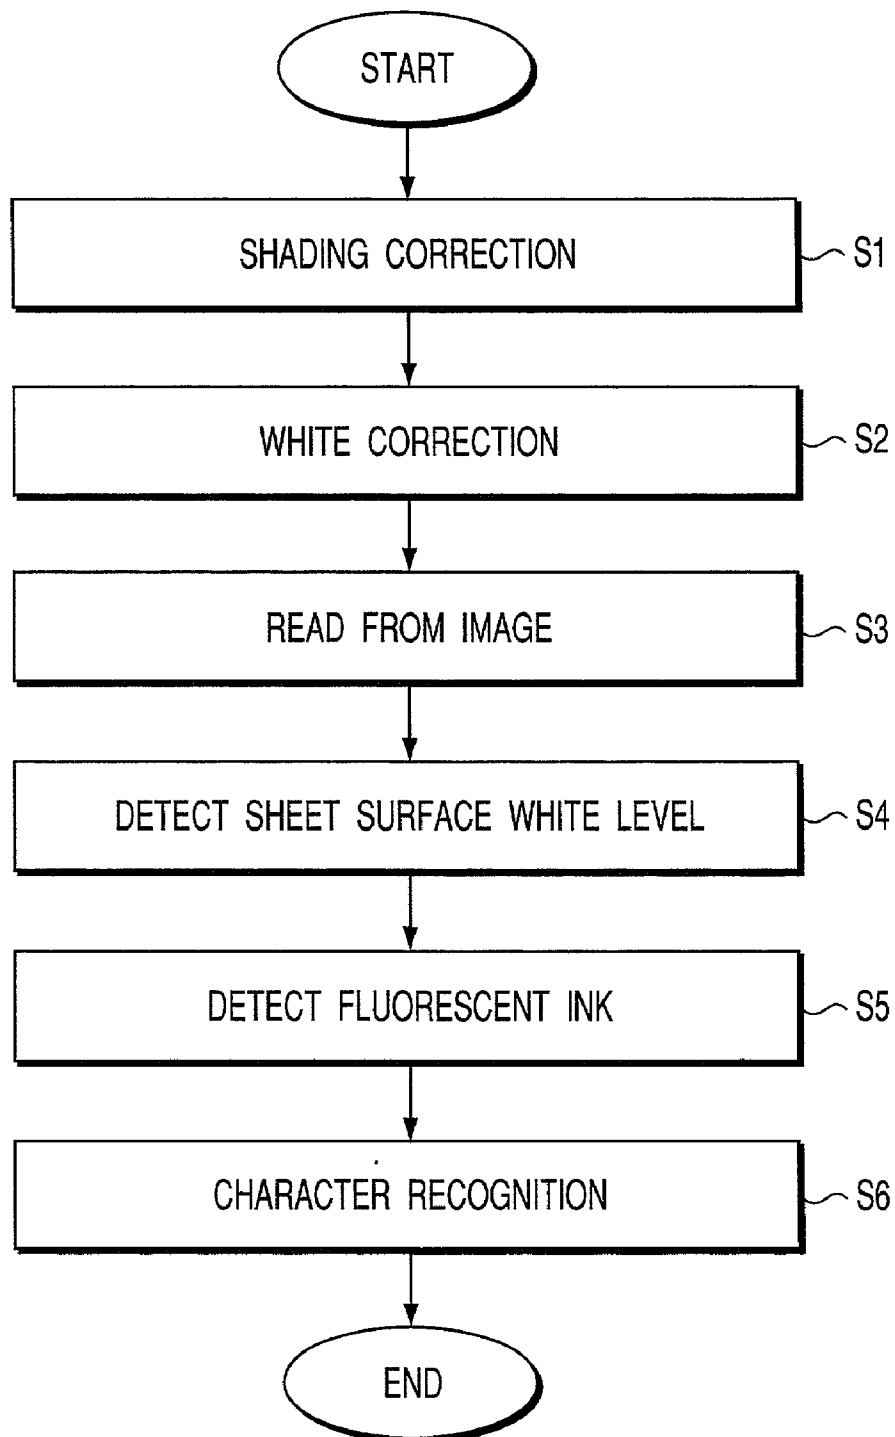 START
SHADING CORRECTION
S1
WHITE CORRECTION
S2
READ FROM IMAGE
S3
DETECT SHEET SURFACE WHITE LEVEL
S4
DETECT FLUORESCENT INK
S5
CHARACTER RECOGNITION
S6
END